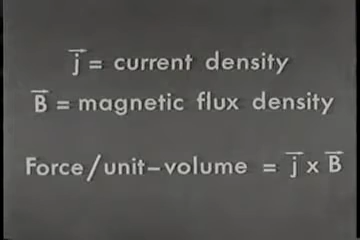 j⃗ = current density
B⃗ = magnetic flux density
Force/unit-volume = j⃗ x B⃗